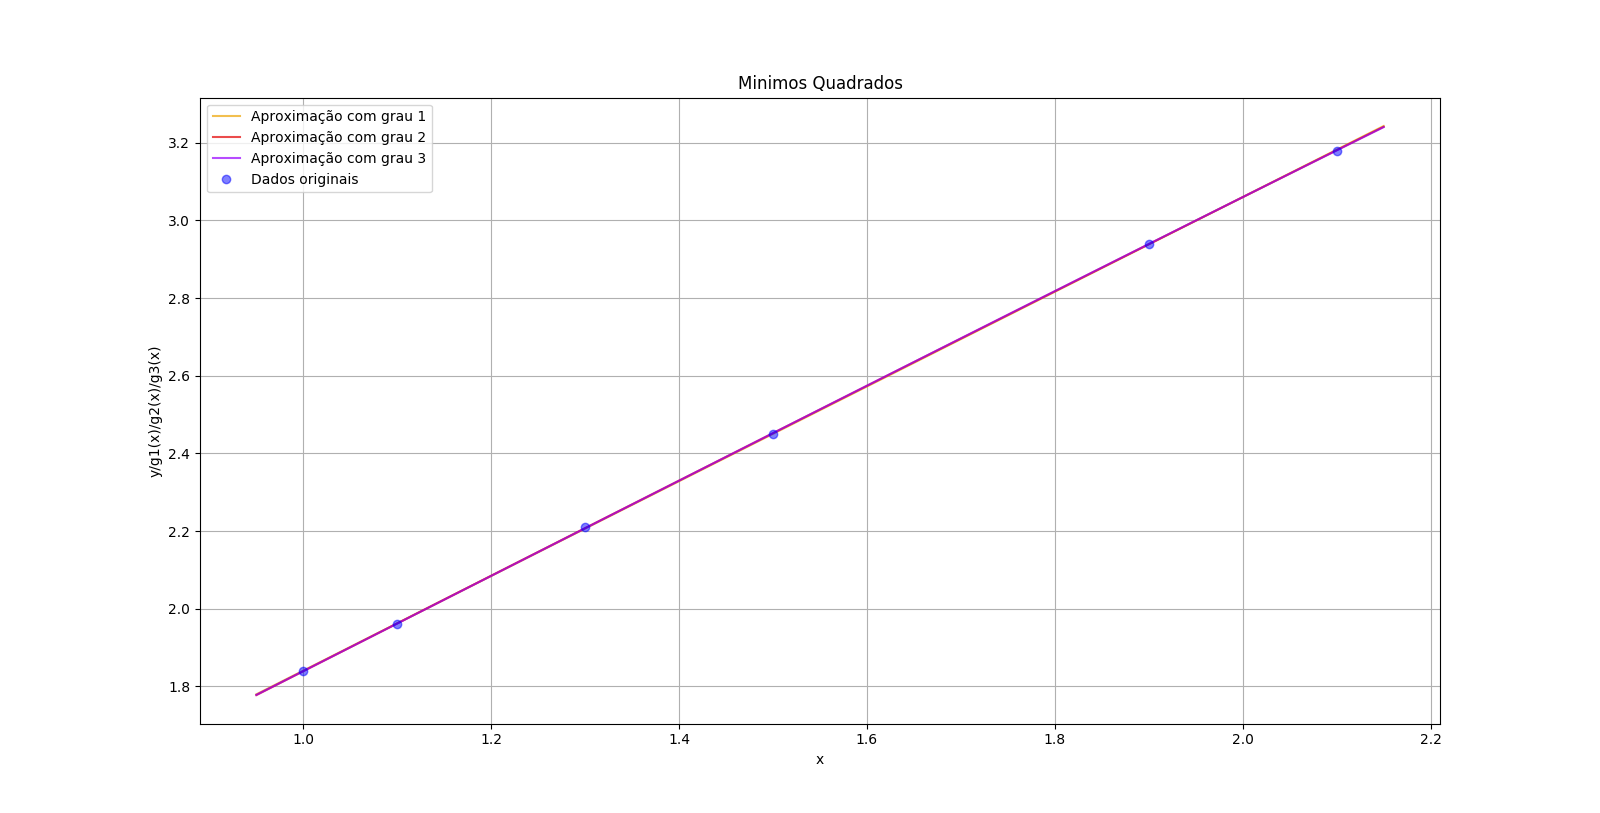 Minimos Quadrados
Aproximação com grau 1
Aproximação com grau 2
Aproximação com grau 3
Dados originais
y/g1(x)/g2(x)/g3(x)
3.2
3.0
2.8
2.6
2.4
2.2
2.0
1.8
1.0 1.2 1.4 1.6 1.8 2.0 2.2
x